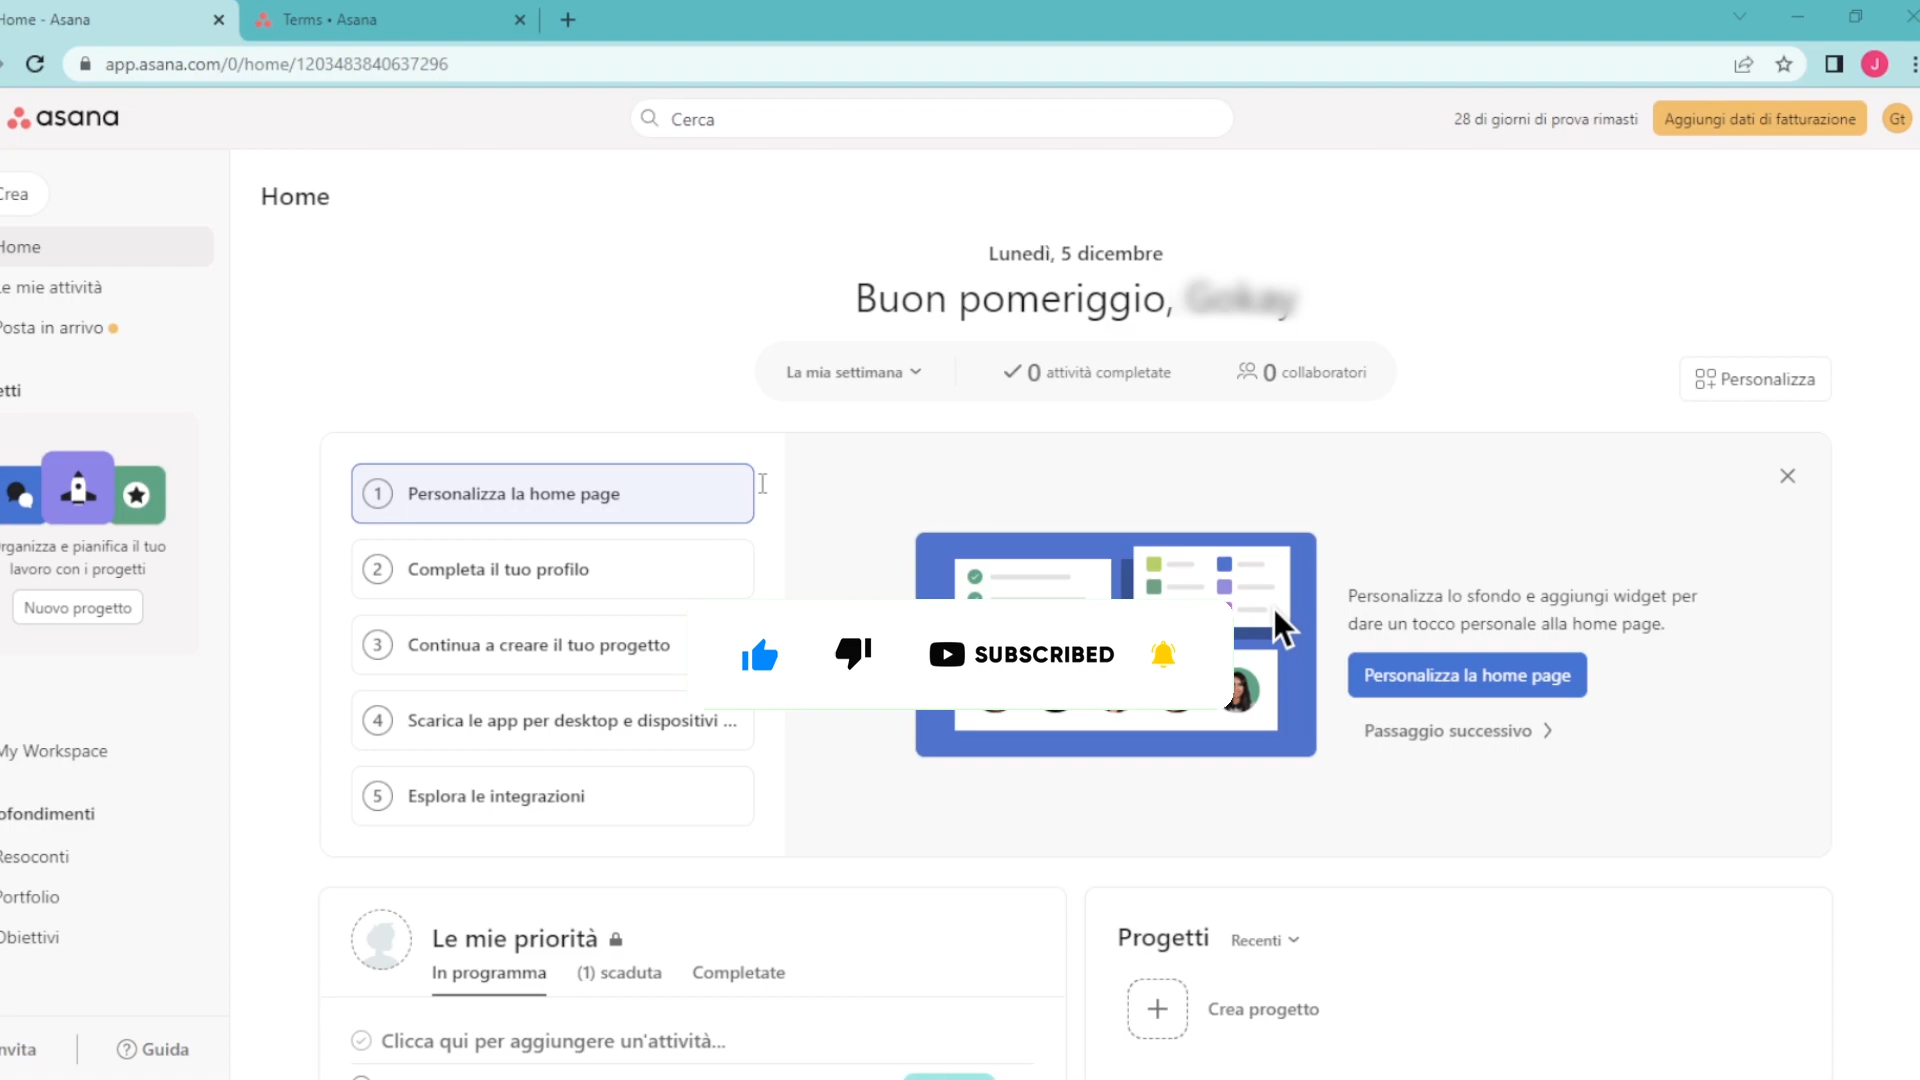 Home - Asana
Terms • Asana
app.asana.com/0/home/1203483840637296
J
asana
Cerca
28 di giorni di prova rimasti
Aggiungi dati di fatturazione
Gt
Crea
Home
Le mie attività
Posta in arrivo
etti
Organizza e pianifica il tuo
lavoro con i progetti
Nuovo progetto
My Workspace
ofondimenti
Resoconti
Portfolio
Obiettivi
nvita
Guida
Home
Lunedì, 5 dicembre
Buon pomeriggio,
La mia settimana
0 attività completate
0 collaboratori
Personalizza
1 Personalizza la home page
2 Completa il tuo profilo
3 Continua a creare il tuo progetto
4 Scarica le app per desktop e dispositivi ...
5 Esplora le integrazioni
SUBSCRIBED
Personalizza lo sfondo e aggiungi widget per
dare un tocco personale alla home page.
Personalizza la home page
Passaggio successivo
Le mie priorità
In programma
(1) scaduta
Completate
Clicca qui per aggiungere un'attività...
Progetti
Recenti
Crea progetto